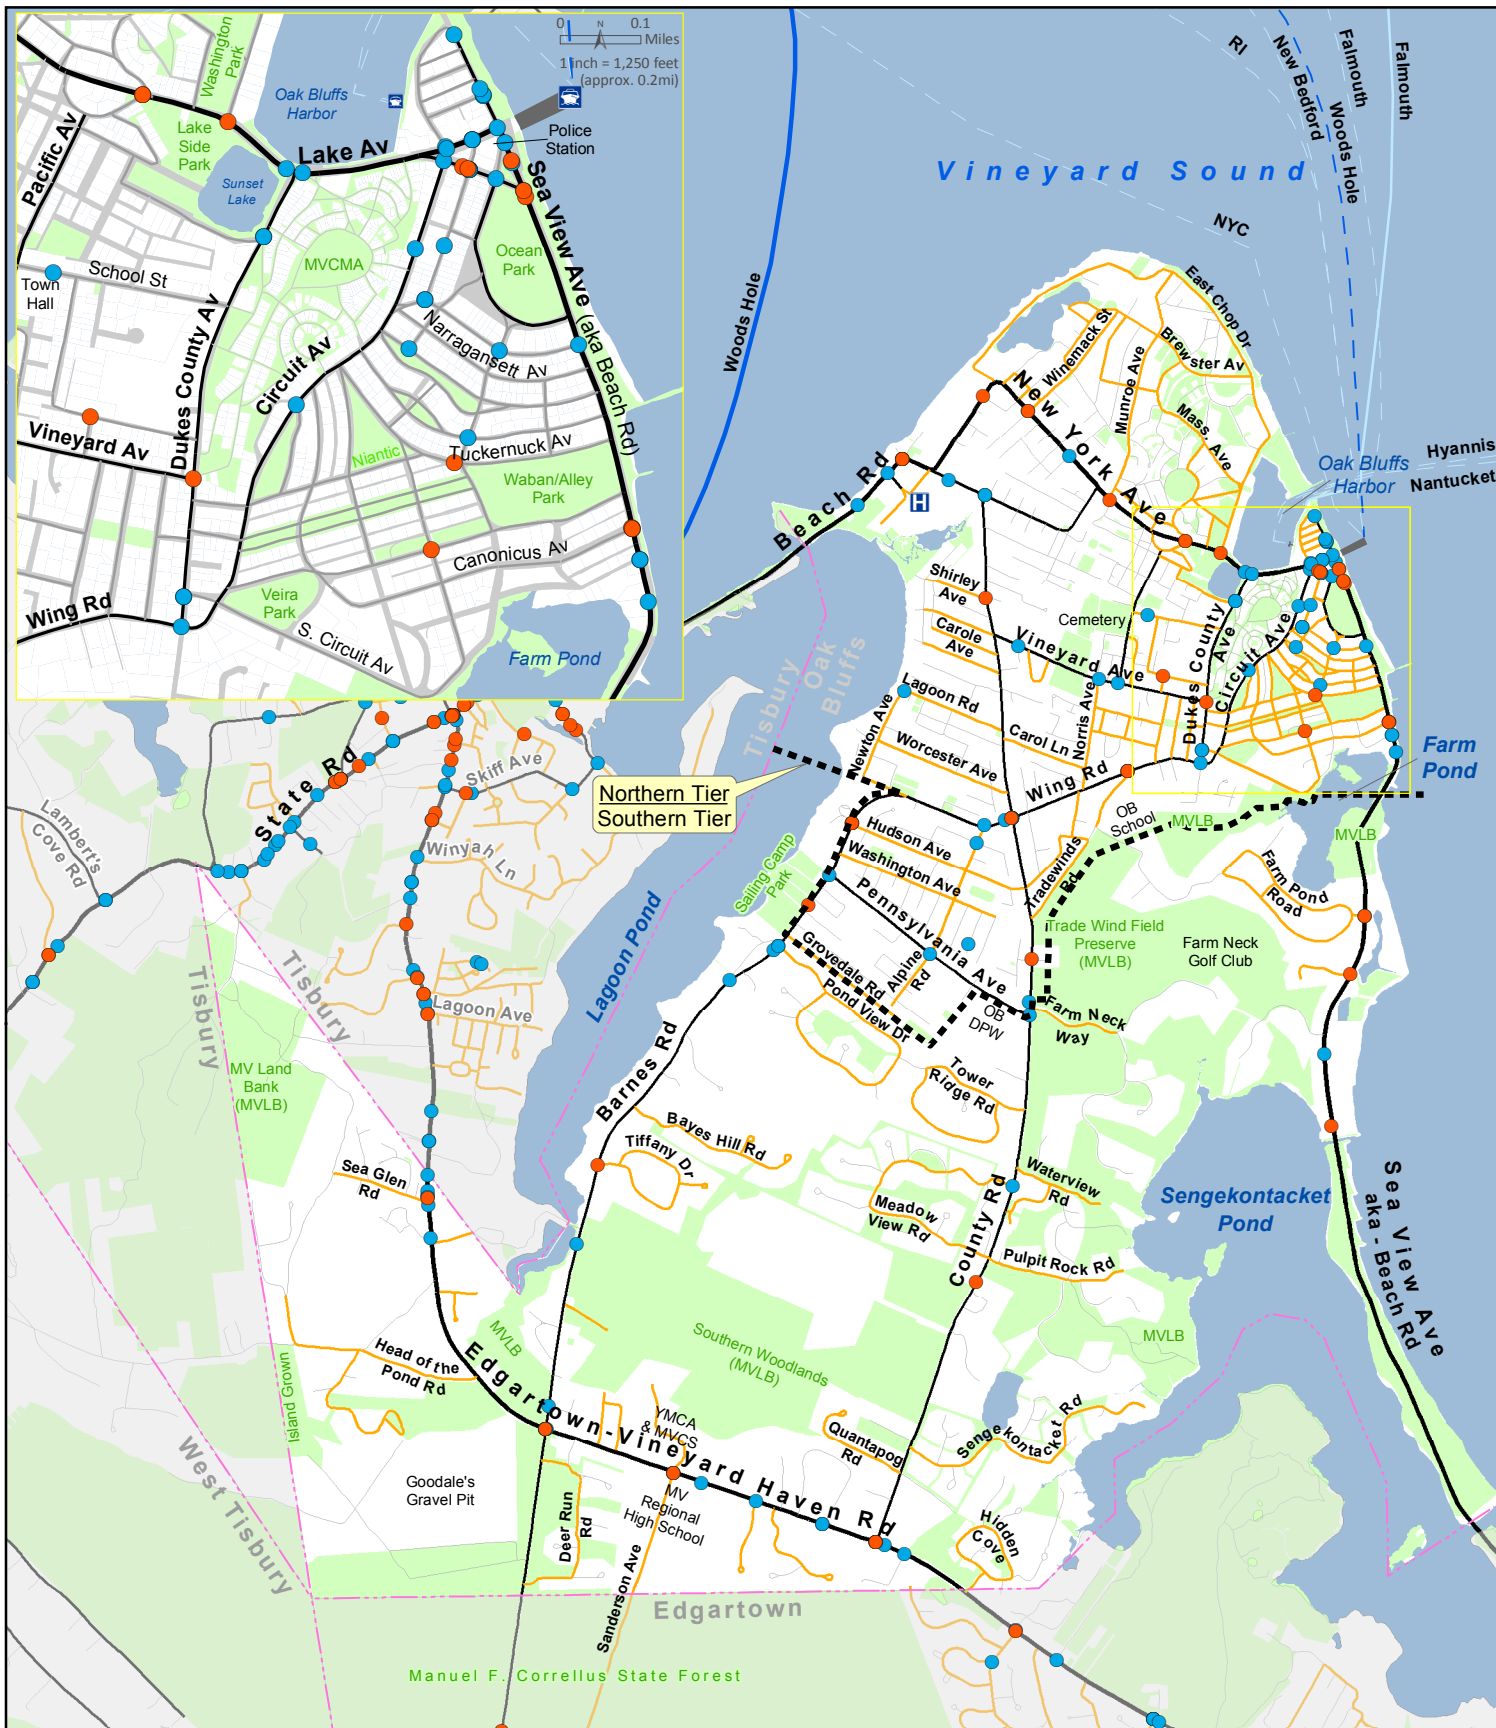 0 N 0.1
Miles
1 inch = 1,250 feet
(approx. 0.2mi)
Washington
Park
Oak Bluffs
Harbor
Lake
Side
Park
Pacific Av
Lake Av
Police
Station
Sunset
Lake
Sea View Ave (aka Beach Rd)
Ocean
Park
MVCMA
School St
Town
Hall
Dukes County Av
Circuit Av
Narragansett Av
Vineyard Av
Niantic
Tuckernuck Av
Waban/Alley
Park
Canonicus Av
Veira
Park
Wing Rd
S. Circuit Av
Farm Pond
Woods Hole
Vineyard Sound
RI
New Bedford
Falmouth
Woods Hole
Falmouth
NYC
Hyannis
Nantucket
Oak Bluffs
Harbor
East Chop Dr
Brewster Av
Winemack St
Munroe Ave
Mass. Ave
New York Ave
Beach Rd
H
Shirley
Ave
Carole
Ave
Cemetery
Vineyard Ave
Dukes County
Ave
Circuit Ave
Tisbury
Oak
Bluffs
Lagoon Rd
Newton Ave
Worcester Ave
Carol Ln
Norris Ave
Wing Rd
Farm
Pond
Northern Tier
Southern Tier
OB
School
MVLB
MVLB
State Rd
Skiff Ave
Lambert's
Cove Rd
Winyah Ln
Hudson Ave
Washington Ave
Tradewinds
Rd
Sailing Camp
Park
Pennsylvania Ave
Farm Pond
Road
Lagoon Pond
Grovedale Rd
Alpine
Rd
Pond View Dr
Trade Wind Field
Preserve
(MVLB)
Farm Neck
Golf Club
OB
DPW
Farm Neck
Way
Tisbury
Tisbury
Lagoon Ave
MV Land
Bank
(MVLB)
Barnes Rd
Tower
Ridge Rd
Bayes Hill Rd
Tiffany Dr
Sea Glen
Rd
Meadow
View Rd
Waterview
Rd
County Rd
Pulpit Rock Rd
Sengekontacket
Pond
Sea View Ave
aka - Beach Rd
MVLB
MVLB
Southern Woodlands
(MVLB)
Head of the
Pond Rd
Island Grown
Edgartown-Vineyard Haven Rd
YMCA
& MVCS
Quantapog
Rd
Sengekontacket Rd
West Tisbury
Goodale's
Gravel Pit
MV
Regional
High School
Deer Run
Rd
Sanderson Ave
Hidden
Cove
Edgartown
Manuel F. Correllus State Forest